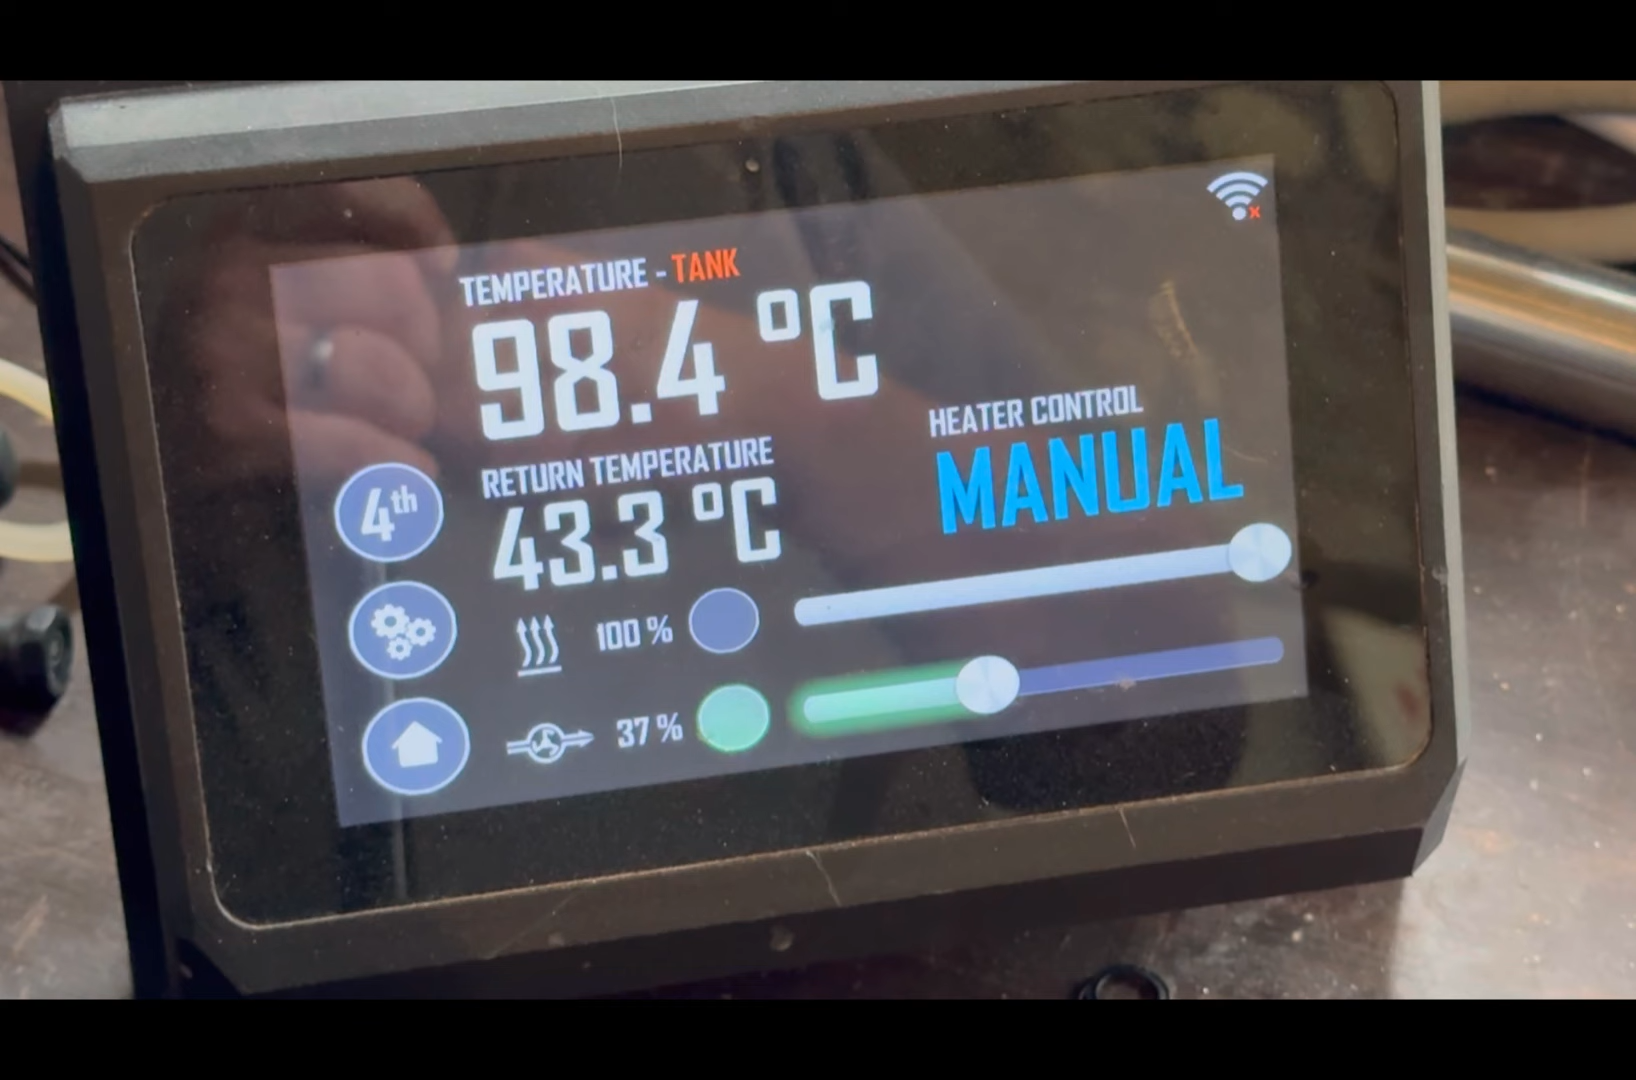 TEMPERATURE - TANK
98.4 °C
RETURN TEMPERATURE
43.3 °C
HEATER CONTROL
MANUAL
4th
100 %
37 %